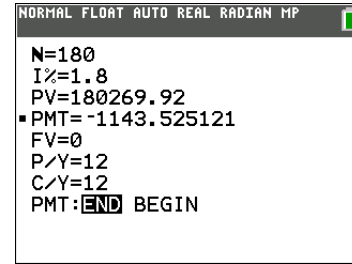 NORMAL FLOAT AUTO REAL RADIAN MP
N=180
I%=1.8
PV=180269.92
▪PMT=⁻1143.525121
FV=0
P/Y=12
C/Y=12
PMT:END BEGIN